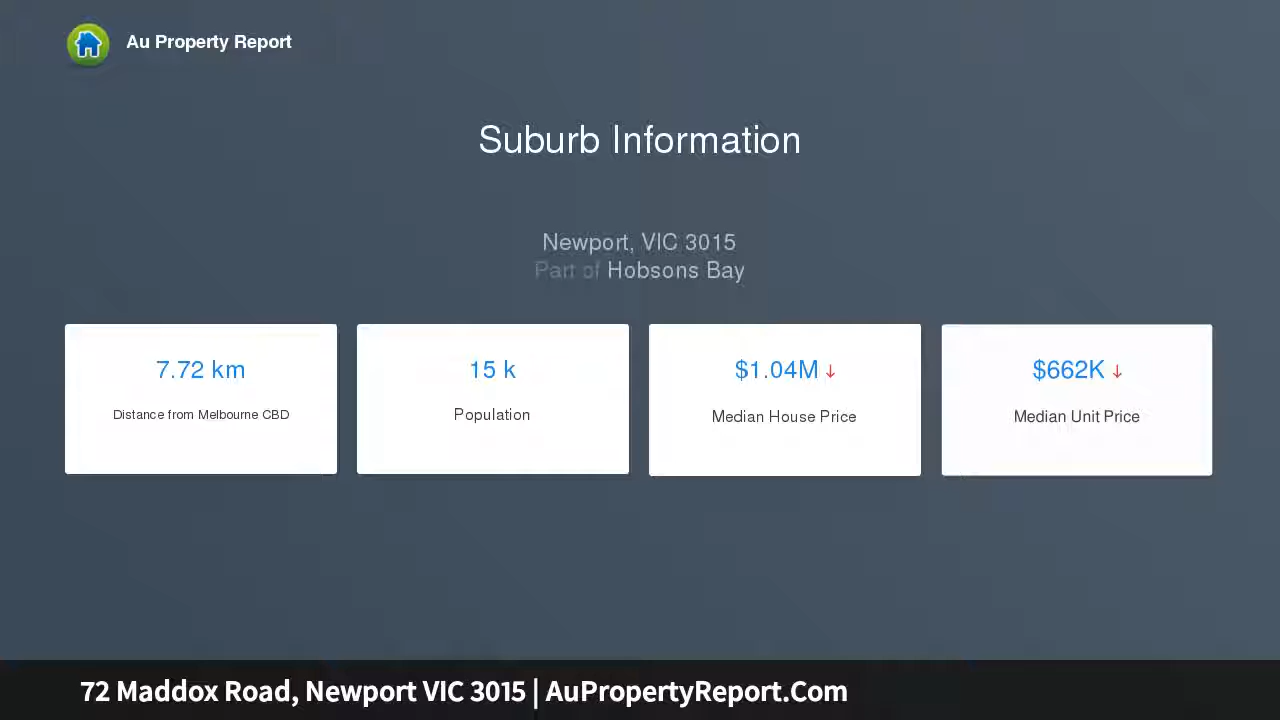 Au Property Report
Suburb Information
Newport, VIC 3015
Part of Hobsons Bay
7.72 km
Distance from Melbourne CBD
15 k
Population
$1.04M ↓
Median House Price
$662K ↓
Median Unit Price
72 Maddox Road, Newport VIC 3015 | AuPropertyReport.Com